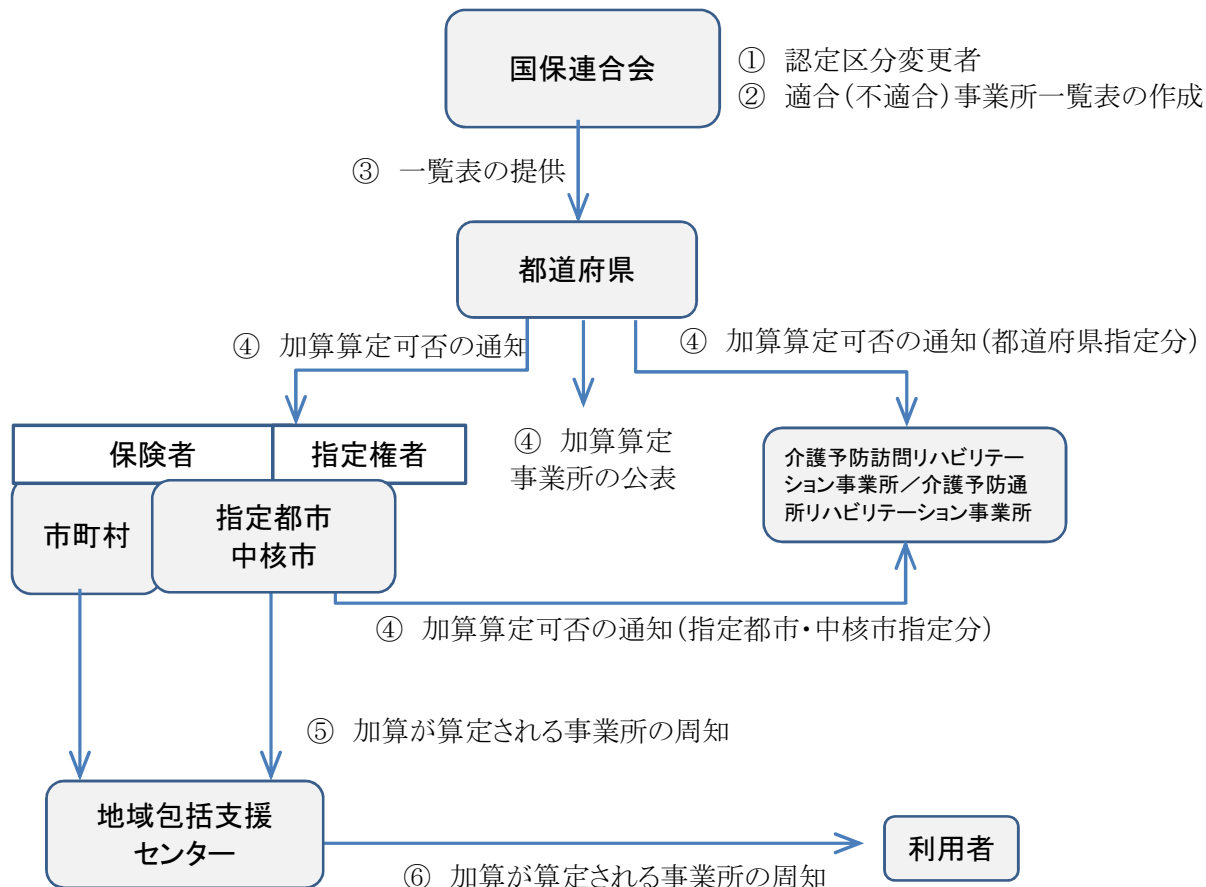 国保連合会
① 認定区分変更者
② 適合(不適合)事業所一覧表の作成
③ 一覧表の提供
都道府県
④ 加算算定可否の通知
④ 加算算定可否の通知(都道府県指定分)
保険者
指定権者
④ 加算算定
事業所の公表
介護予防訪問リハビリテー
ション事業所／介護予防通
所リハビリテーション事業所
市町村
指定都市
中核市
④ 加算算定可否の通知(指定都市・中核市指定分)
⑤ 加算が算定される事業所の周知
地域包括支援
センター
利用者
⑥ 加算が算定される事業所の周知